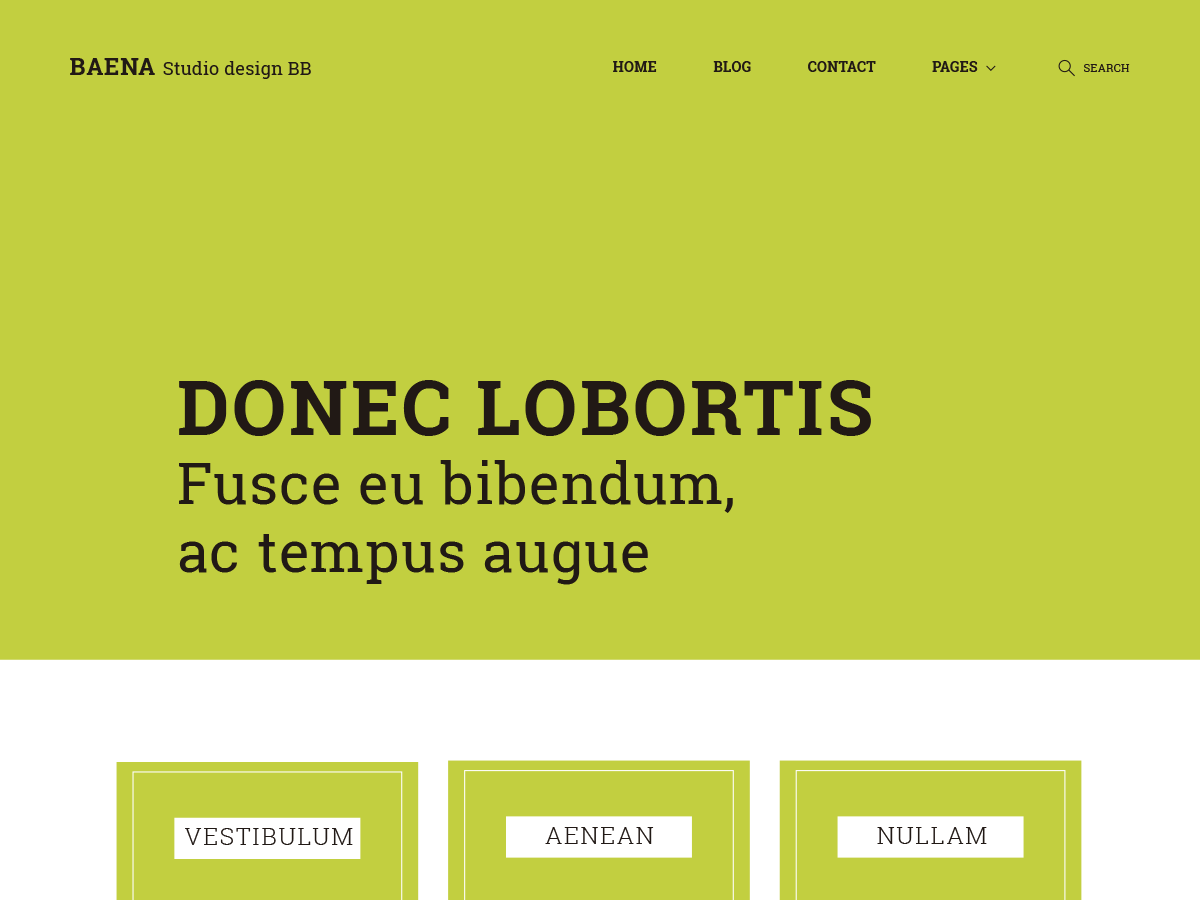 BAENA Studio design BB
HOME BLOG CONTACT PAGES SEARCH
DONEC LOBORTIS
Fusce eu bibendum,
ac tempus augue
VESTIBULUM AENEAN NULLAM